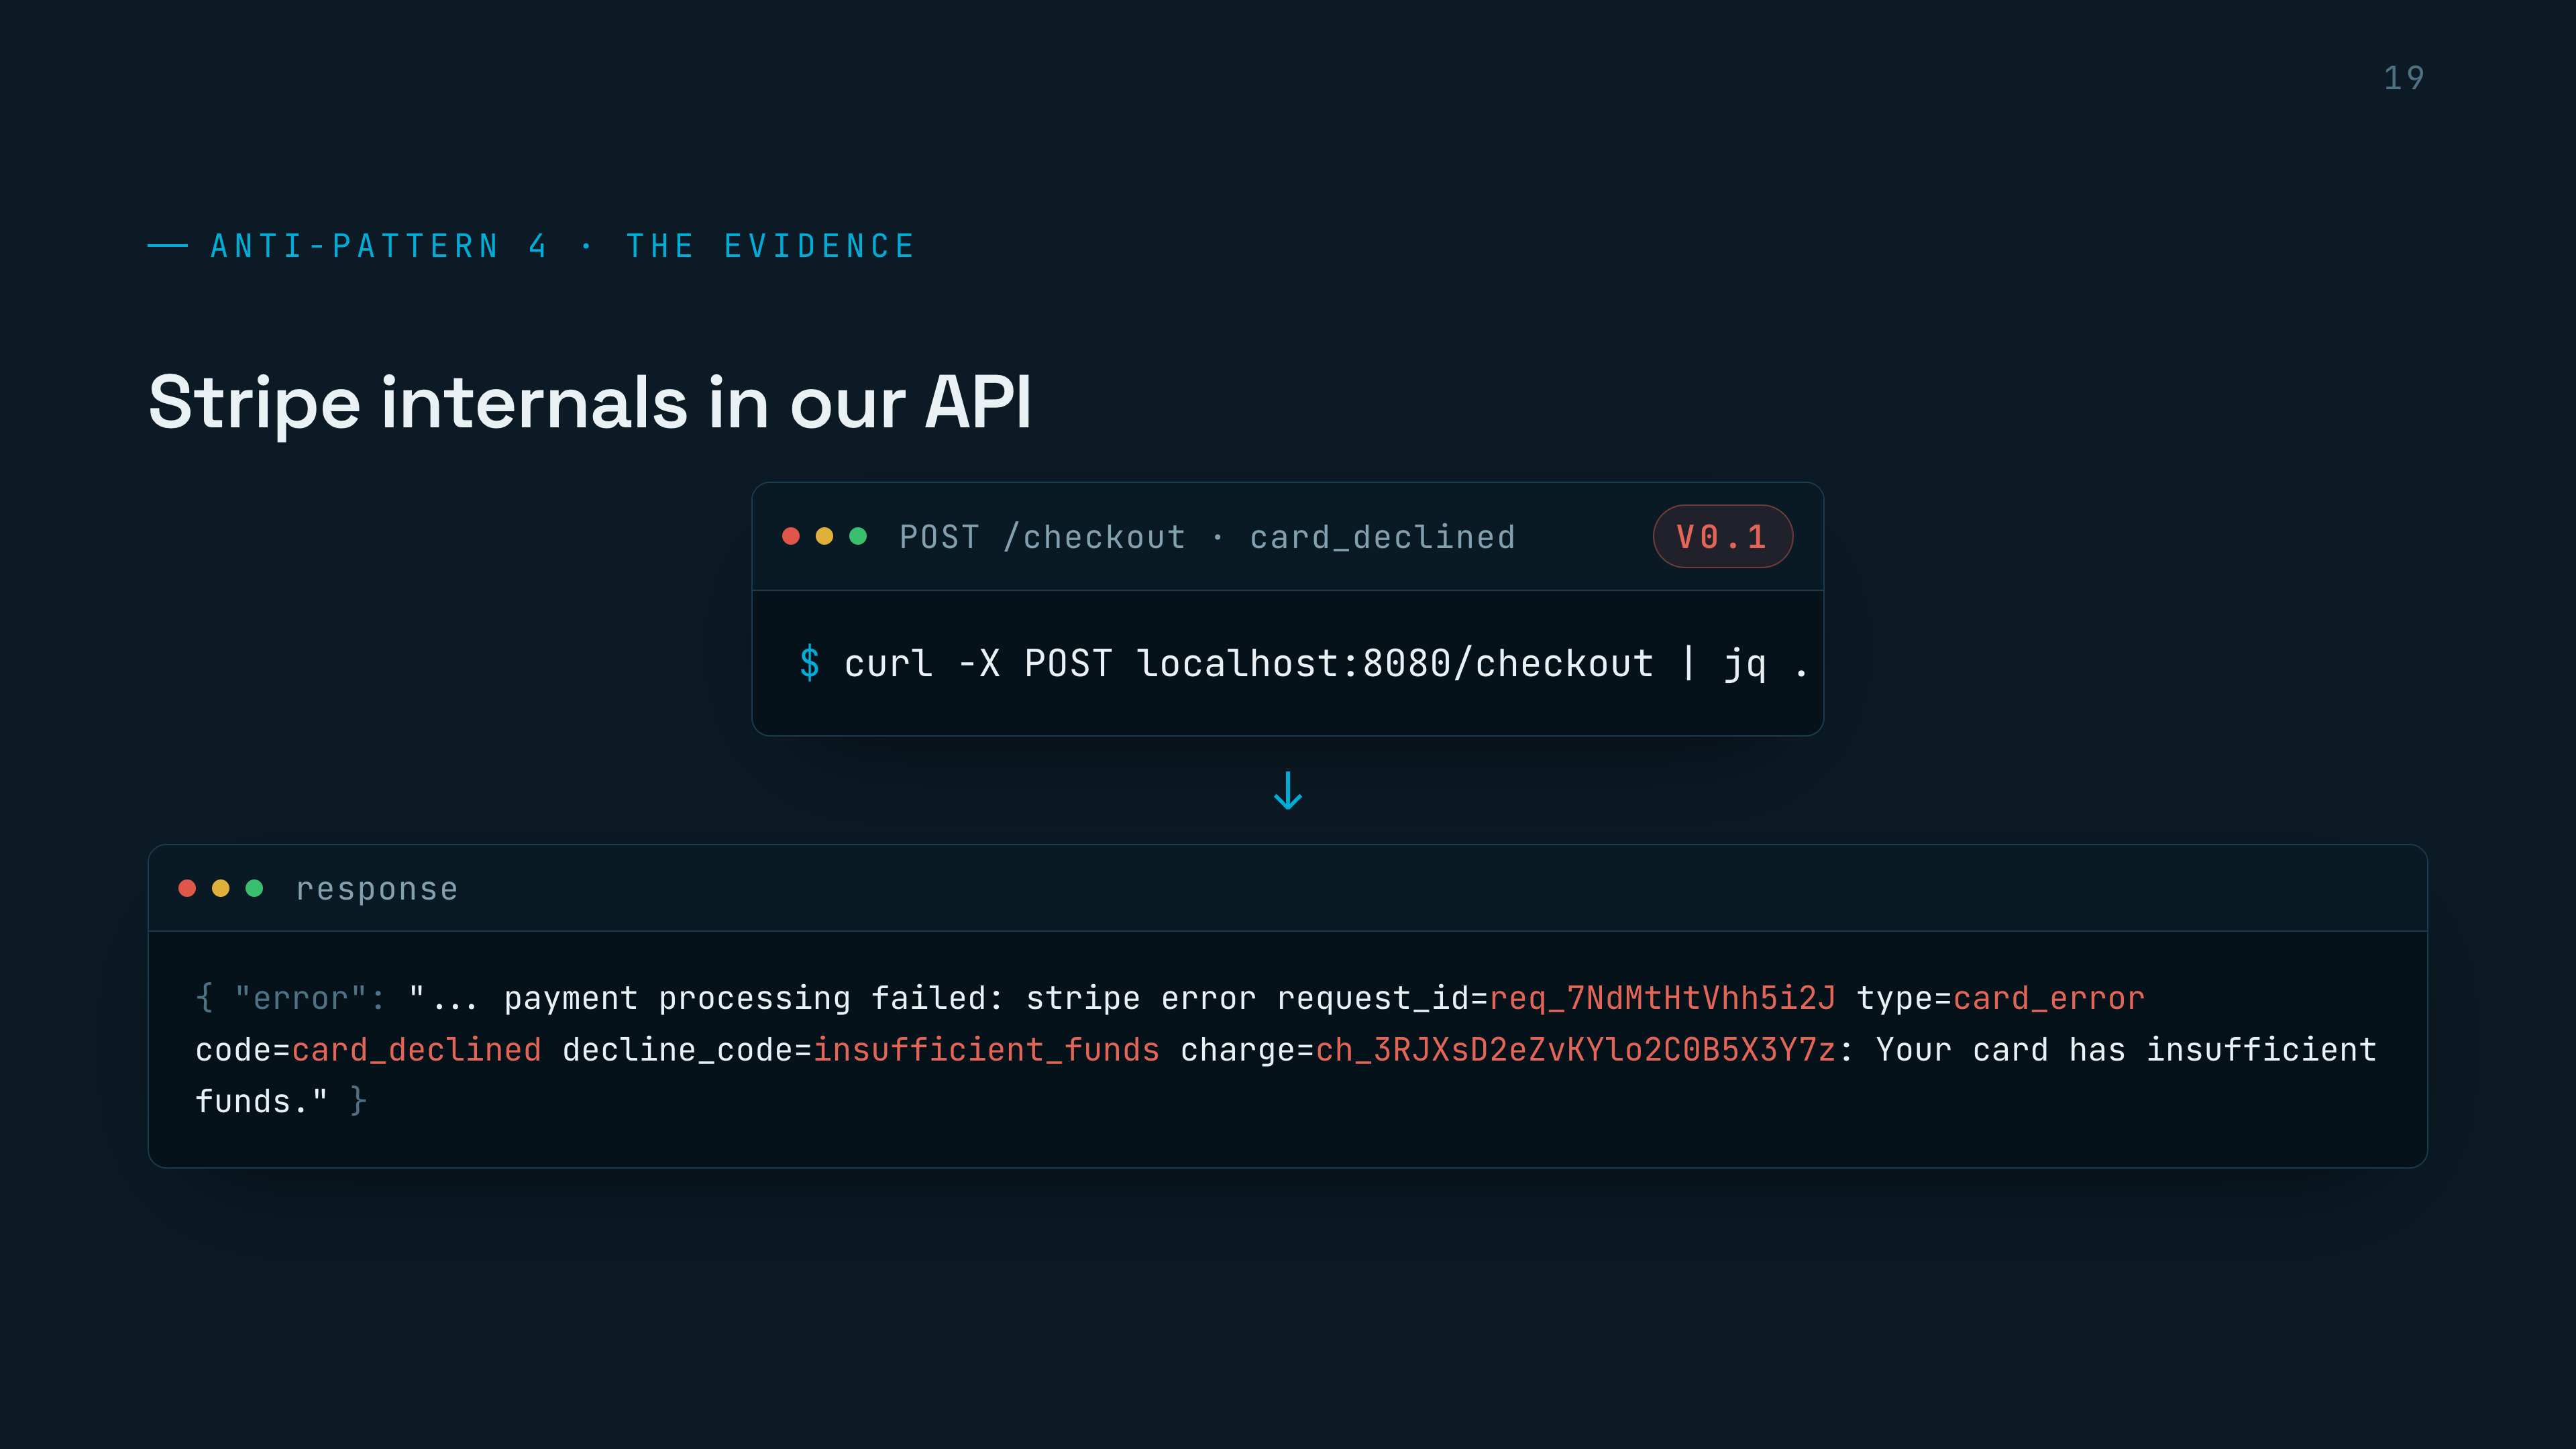 19
ANTI-PATTERN 4 · THE EVIDENCE
Stripe internals in our API
POST /checkout · card_declined V0.1
$ curl -X POST localhost:8080/checkout | jq .
↓
response
{ "error": "... payment processing failed: stripe error request_id=req_7NdMtHtVhh5i2J type=card_error
code=card_declined decline_code=insufficient_funds charge=ch_3RJXsD2eZvKYlo2C0B5X3Y7z: Your card has insufficient
funds." }